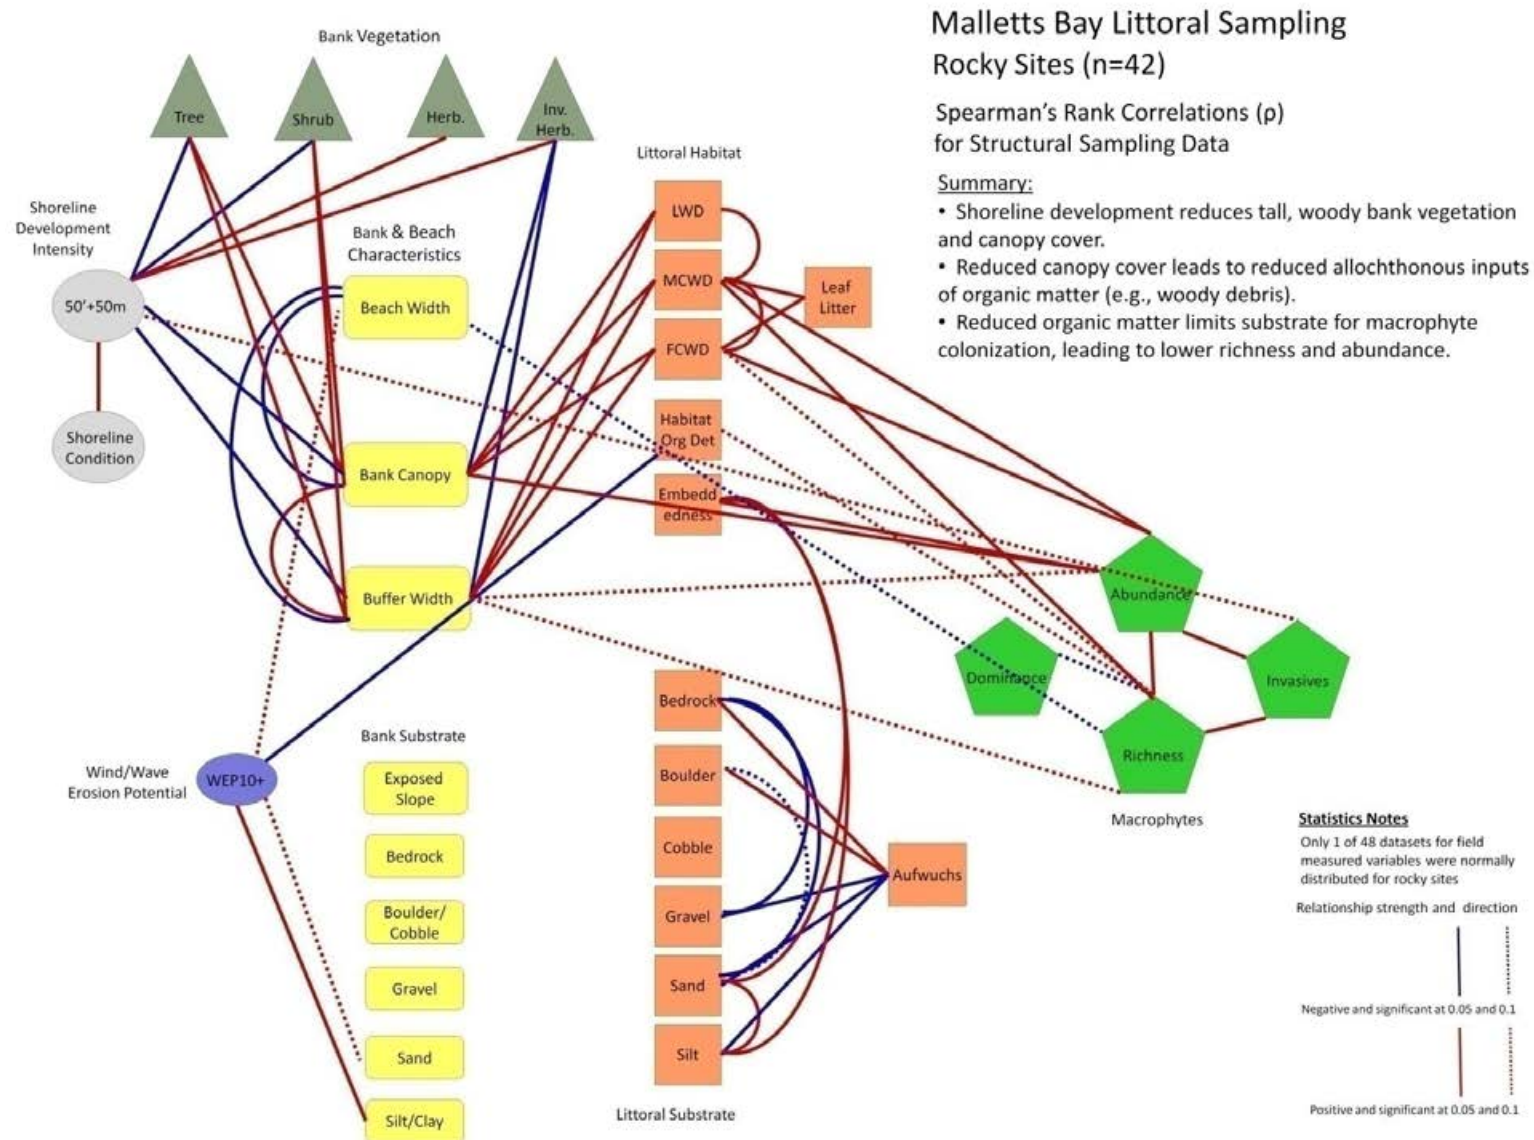 Malletts Bay Littoral Sampling
Rocky Sites (n=42)
Spearman's Rank Correlations (ρ)
for Structural Sampling Data
Summary:
• Shoreline development reduces tall, woody bank vegetation
and canopy cover.
• Reduced canopy cover leads to reduced allochthonous inputs
of organic matter (e.g., woody debris).
• Reduced organic matter limits substrate for macrophyte
colonization, leading to lower richness and abundance.
Bank Vegetation
Tree
Shrub
Herb.
Inv.
Herb.
Shoreline
Development
Intensity
50'+50m
Shoreline
Condition
Bank & Beach
Characteristics
Beach Width
Bank Canopy
Buffer Width
Littoral Habitat
LWD
MCWD
FCWD
Leaf
Litter
Habitat
Org Det
Embedd
edness
Abundance
Dominance
Invasives
Richness
Macrophytes
Wind/Wave
Erosion Potential
WEP10+
Bank Substrate
Exposed
Slope
Bedrock
Boulder/
Cobble
Gravel
Sand
Silt/Clay
Bedrock
Boulder
Cobble
Gravel
Sand
Silt
Littoral Substrate
Aufwuchs
Statistics Notes
Only 1 of 48 datasets for field
measured variables were normally
distributed for rocky sites
Relationship strength and direction
Negative and significant at 0.05 and 0.1
Positive and significant at 0.05 and 0.1